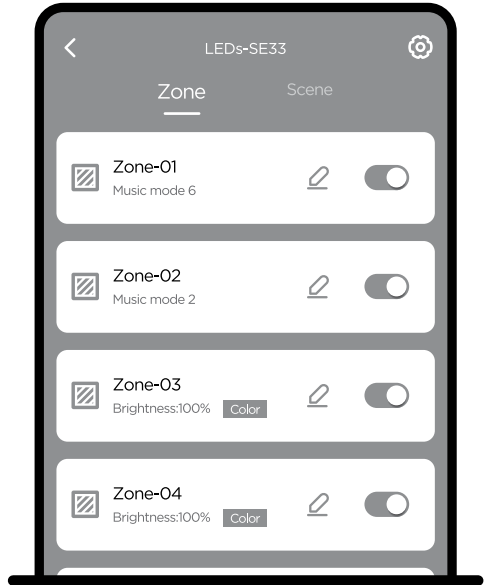 LEDs-SE33
Zone Scene
Zone-01
Music mode 6
Zone-02
Music mode 2
Zone-03
Brightness:100% Color
Zone-04
Brightness:100% Color